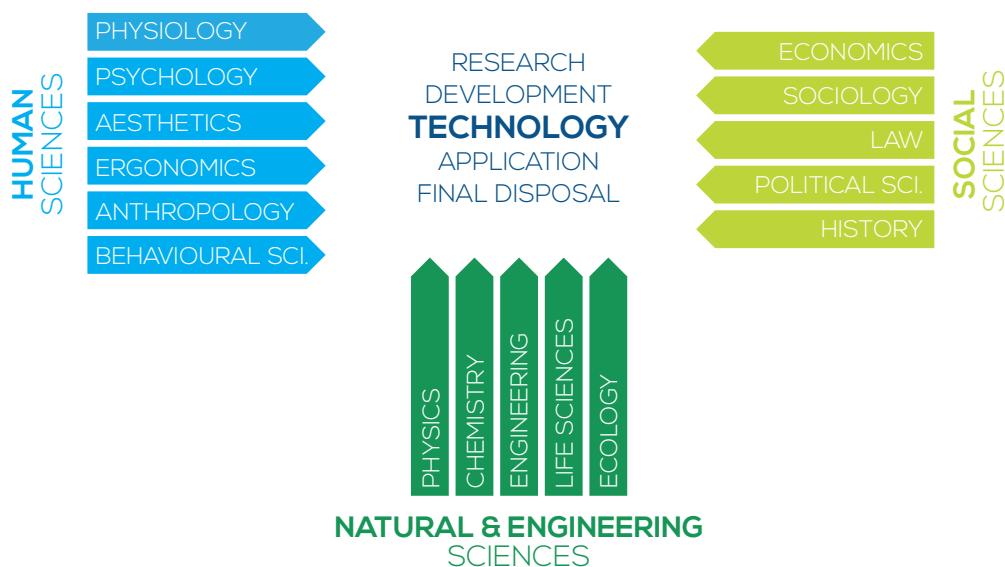 HUMAN
SCIENCES
PHYSIOLOGY
PSYCHOLOGY
AESTHETICS
ERGONOMICS
ANTHROPOLOGY
BEHAVIOURAL SCI.
RESEARCH
DEVELOPMENT
TECHNOLOGY
APPLICATION
FINAL DISPOSAL
ECONOMICS
SOCIOLOGY
LAW
POLITICAL SCI.
HISTORY
SOCIAL
SCIENCES
PHYSICS
CHEMISTRY
ENGINEERING
LIFE SCIENCES
ECOLOGY
NATURAL & ENGINEERING
SCIENCES